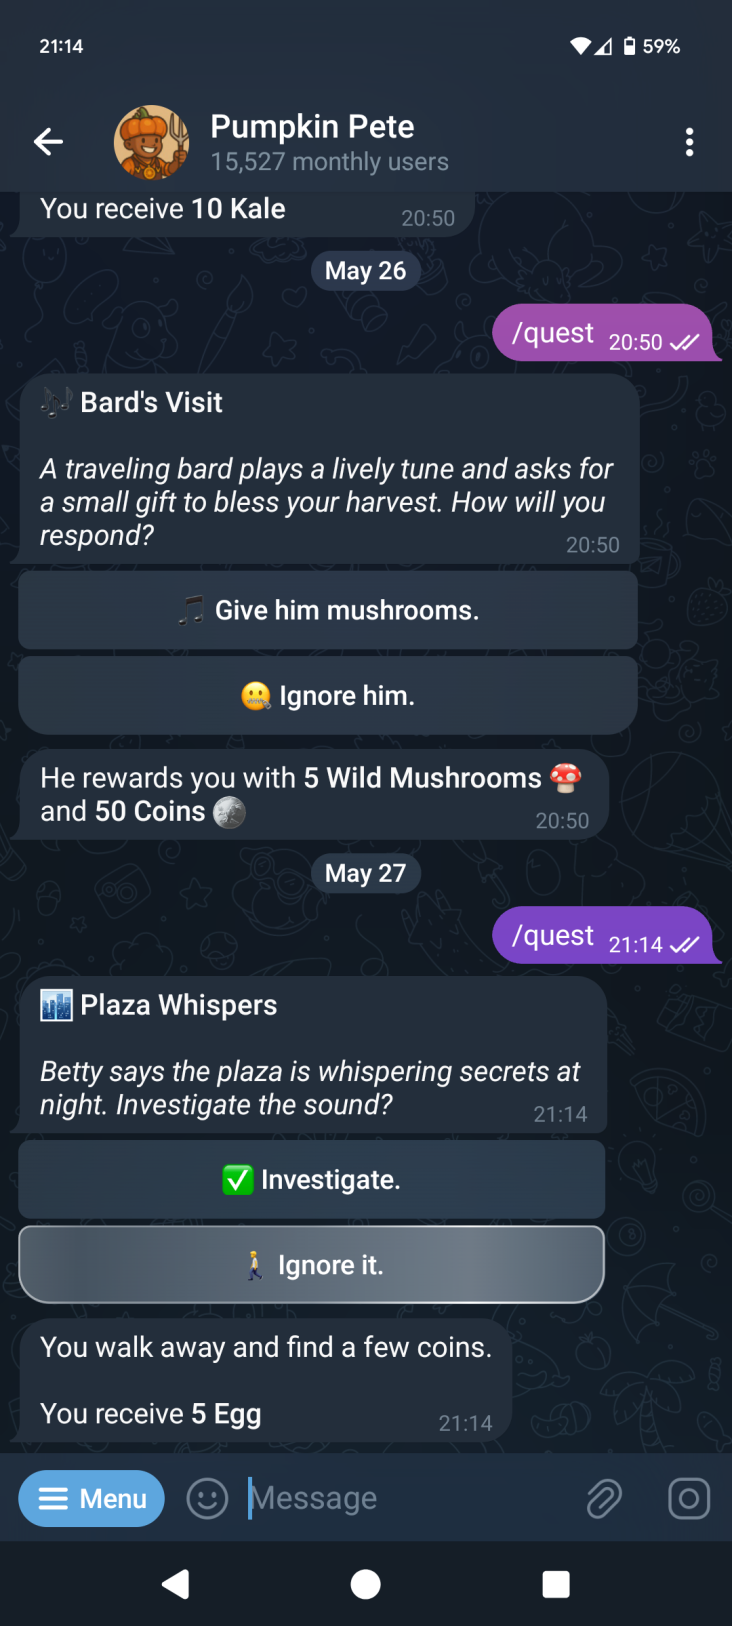 21:14
59%
Pumpkin Pete
15,527 monthly users
You receive 10 Kale
20:50
May 26
/quest 20:50
Bard's Visit
A traveling bard plays a lively tune and asks for
a small gift to bless your harvest. How will you
respond?
20:50
Give him mushrooms.
Ignore him.
He rewards you with 5 Wild Mushrooms
and 50 Coins
20:50
May 27
/quest 21:14
Plaza Whispers
Betty says the plaza is whispering secrets at
night. Investigate the sound?
21:14
Investigate.
Ignore it.
You walk away and find a few coins.
You receive 5 Egg
21:14
Menu
Message